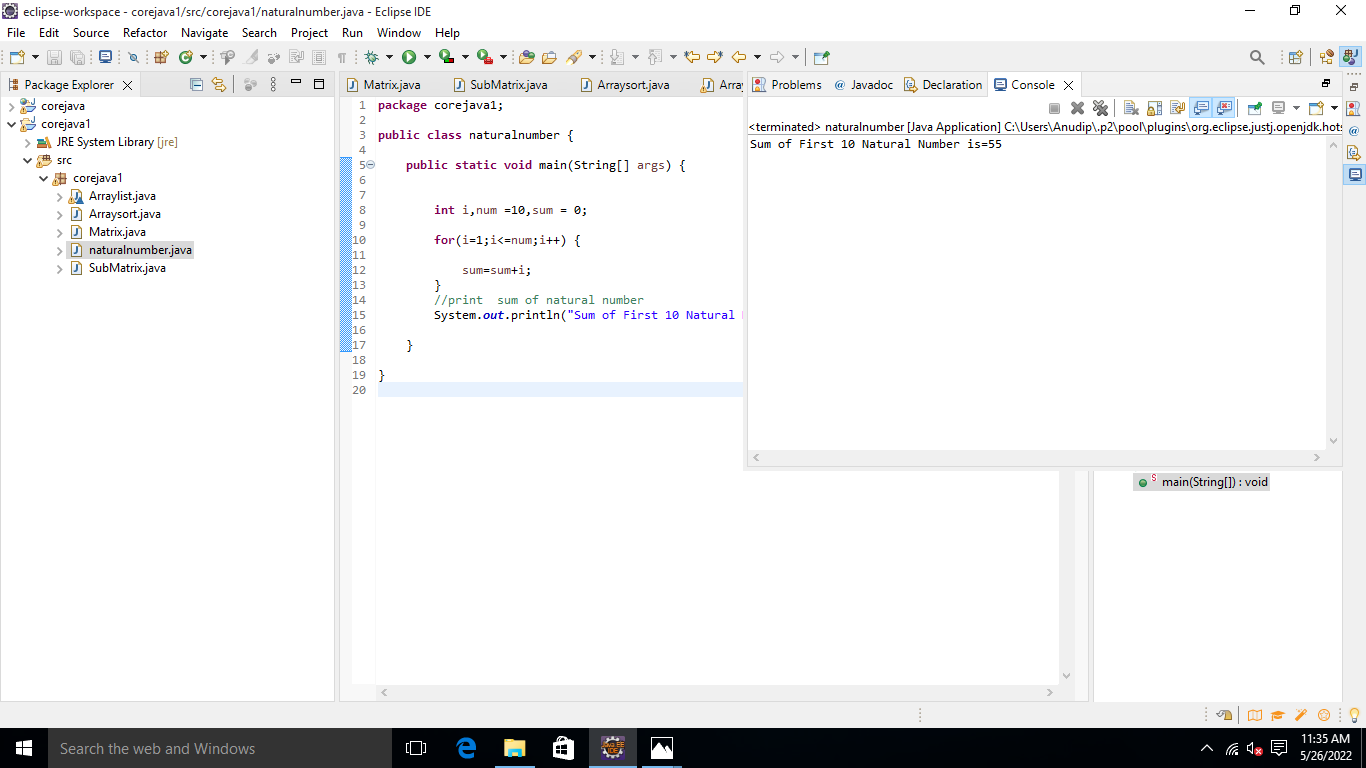 eclipse-workspace - corejava1/src/corejava1/naturalnumber.java - Eclipse IDE
File Edit Source Refactor Navigate Search Project Run Window Help
Package Explorer
corejava
corejava1
JRE System Library [jre]
src
corejava1
Arraylist.java
Arraysort.java
Matrix.java
naturalnumber.java
SubMatrix.java
Matrix.java SubMatrix.java Arraysort.java Array
1 package corejava1;
2
3 public class naturalnumber {
4
5 public static void main(String[] args) {
6
7
8 int i,num =10,sum = 0;
9
10 for(i=1;i<=num;i++) {
11
12 sum=sum+i;
13 }
14 //print  sum of natural number
15 System.out.println("Sum of First 10 Natural
16
17 }
18
19 }
20
Problems @ Javadoc Declaration Console
<terminated> naturalnumber [Java Application] C:\Users\Anudip\.p2\pool\plugins\org.eclipse.justj.openjdk.hots
Sum of First 10 Natural Number is=55
S main(String[]) : void
Search the web and Windows
JAVA EE
IDE
11:35 AM
5/26/2022